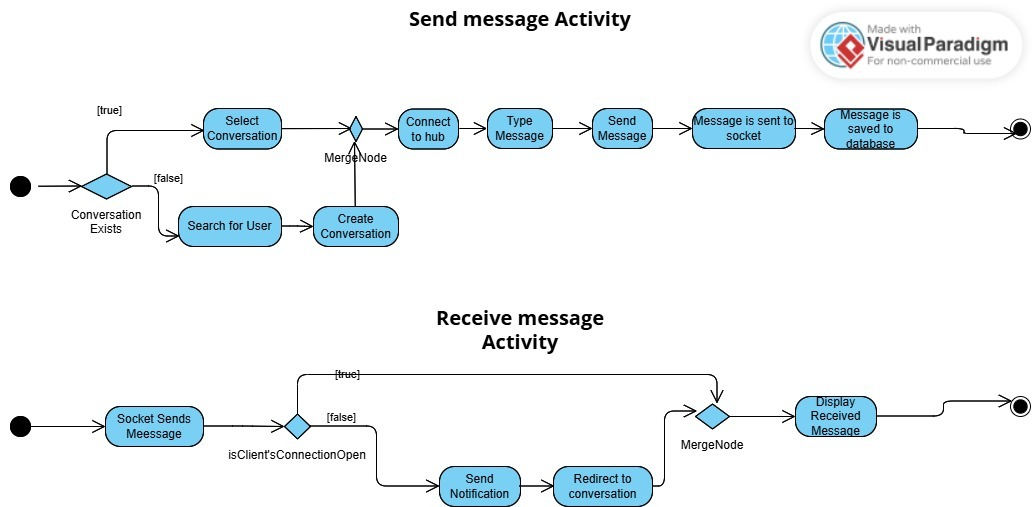 Send message Activity
Made with
Visual Paradigm
For non-commercial use
[true]
Select
Conversation
Connect
to hub
Type
Message
Send
Message
Message is sent to
socket
Message is
saved to
database
MergeNode
[false]
Conversation
Exists
Search for User
Create
Conversation
Receive message
Activity
[true]
[false]
Socket Sends
Meessage
isClient'sConnectionOpen
MergeNode
Display
Received
Message
Send
Notification
Redirect to
conversation